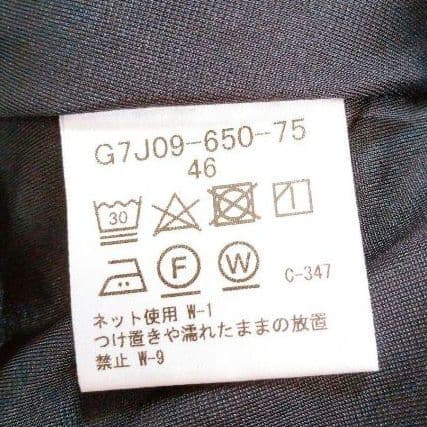 G7J09-650-75
46
30
F W C-347
ネット使用 W-1
つけ置きや濡れたままの放置
禁止 W-9